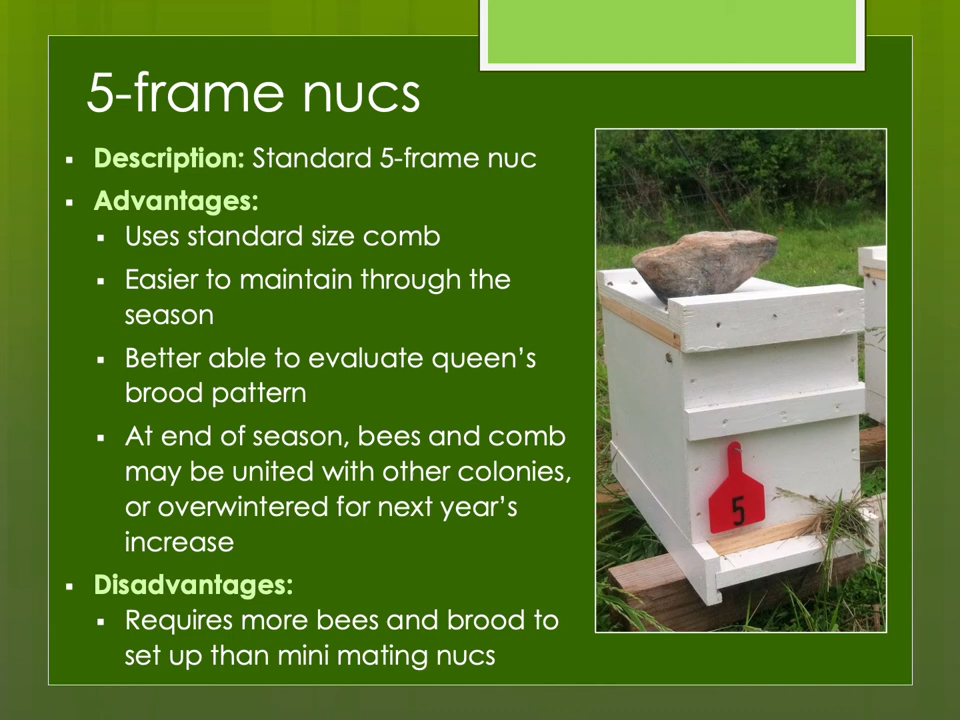 5-frame nucs
▪ Description: Standard 5-frame nuc
▪ Advantages:
▪ Uses standard size comb
▪ Easier to maintain through the
season
▪ Better able to evaluate queen’s
brood pattern
▪ At end of season, bees and comb
may be united with other colonies,
or overwintered for next year’s
increase
▪ Disadvantages:
▪ Requires more bees and brood to
set up than mini mating nucs
5